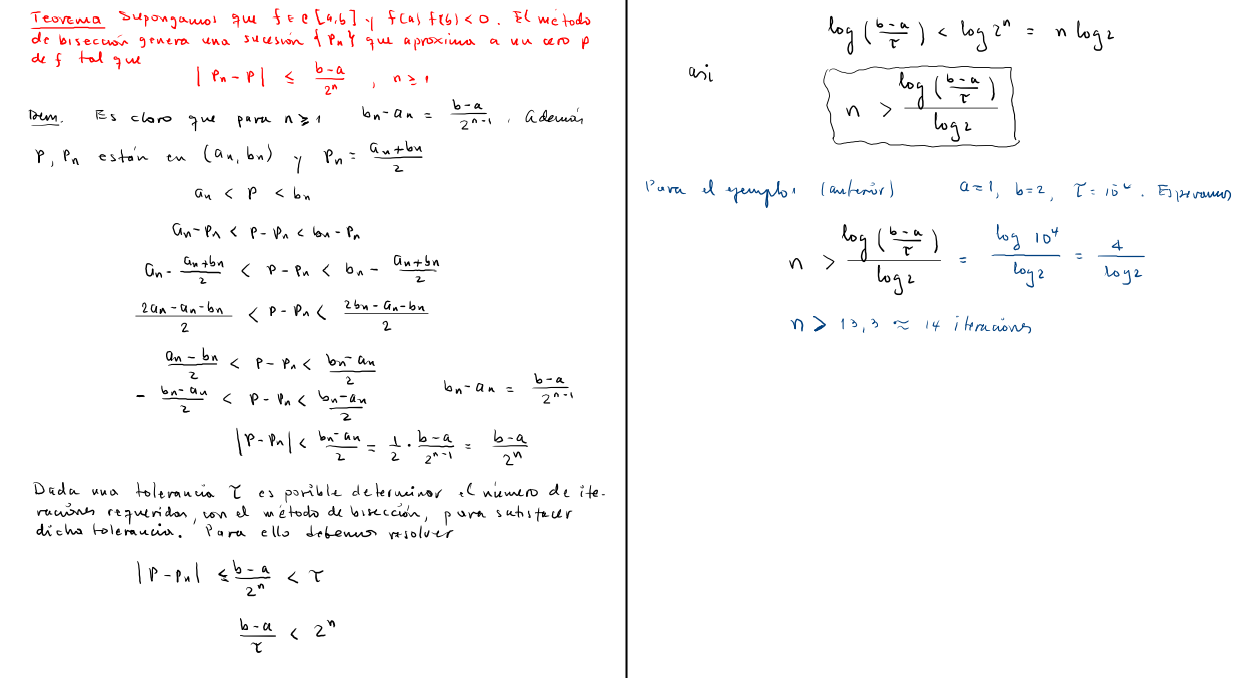 Teorema Supongamos que f ∈ C[a,b] y f(a) f(b) < 0. El método
de bisección genera una sucesión {Pn} que aproxima a un cero p
de f tal que
|Pn - P| ≤ (b-a)/2^n , n ≥ 1
Dem. Es claro que para n ≥ 1 bn - an = (b-a)/2^(n-1). Además
P, Pn están en (an, bn) y Pn = (an+bn)/2
an < P < bn
an - Pn < P - Pn < bn - Pn
an - (an+bn)/2 < P - Pn < bn - (an+bn)/2
(2an - an - bn)/2 < P - Pn < (2bn - an - bn)/2
(an - bn)/2 < P - Pn < (bn - an)/2
- (bn - an)/2 < P - Pn < (bn - an)/2 bn - an = (b-a)/2^(n-1)
|P - Pn| < (bn - an)/2 = 1/2 · (b-a)/2^(n-1) = (b-a)/2^n
Dada una tolerancia τ es posible determinar el número de ite-
raciones requeridas, con el método de bisección, para satisfacer
dicha tolerancia. Para ello debemos resolver
|P - Pn| ≤ (b-a)/2^n < τ
(b-a)/τ < 2^n
log((b-a)/τ) < log 2^n = n log 2
asi
n > log((b-a)/τ)/log 2
Para el ejemplo (anterior) a=1, b=2, τ = 10^-4. Esperamos
n > log((b-a)/τ)/log 2 = log 10^4/log 2 = 4/log 2
n > 13,3 ≈ 14 iteraciones